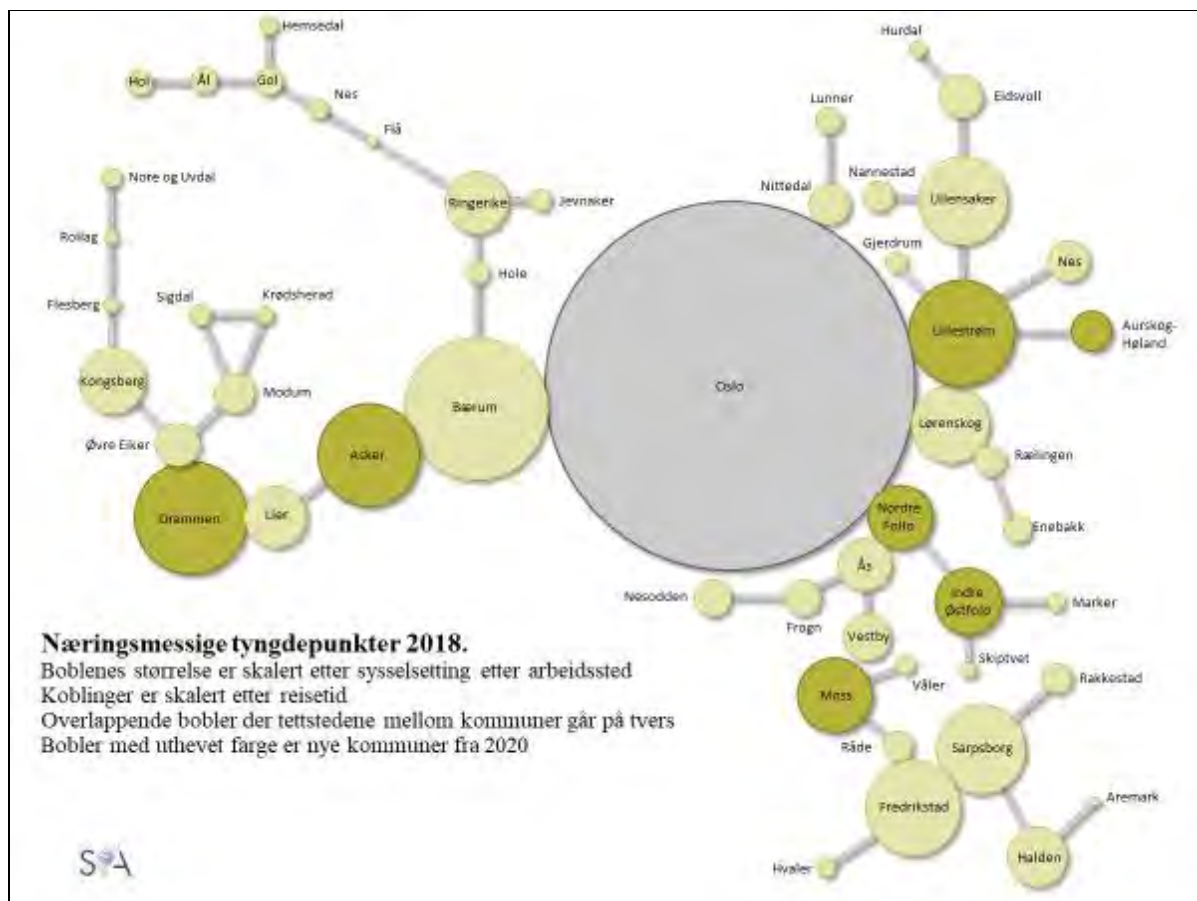 Hemsedal
Hurdal
Hol
Ål
Gol
Nes
Eidsvoll
Lunner
Flå
Nore og Uvdal
Nannestad
Nittedal
Ullensaker
Ringerike
Jevnaker
Rollag
Gjerdrum
Nes
Hole
Sigdal
Krødsherad
Flesberg
Lillestrøm
Aurskog-
Høland
Kongsberg
Modum
Oslo
Bærum
Lørenskog
Øvre Eiker
Asker
Rælingen
Drammen
Lier
Nordre
Follo
Enebakk
Ås
Nesodden
Frogn
Indre
Østfold
Marker
Vestby
Skiptvet
Næringsmessige tyngdepunkter 2018.
Boblenes størrelse er skalert etter sysselsetting etter arbeidssted
Koblinger er skalert etter reisetid
Overlappende bobler der tettstedene mellom kommuner går på tvers
Bobler med uthevet farge er nye kommuner fra 2020
Moss
Våler
Rakkestad
Råde
Sarpsborg
Fredrikstad
Aremark
Halden
Hvaler
SØA